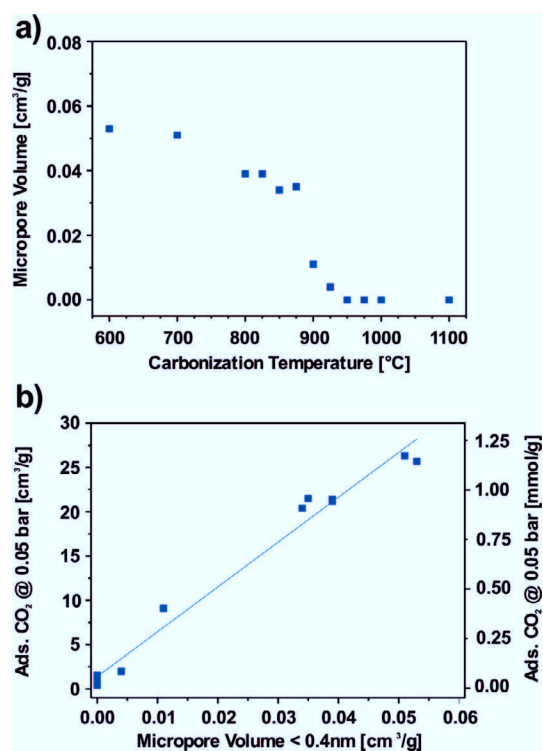 a)
0.08
0.06
0.04
0.02
0.00
Micropore Volume [cm³/g]
600 700 800 900 1000 1100
Carbonization Temperature [°C]
b)
30
25
20
15
10
5
0
Ads. CO₂ @ 0.05 bar [cm³/g]
1.25
1.00
0.75
0.50
0.25
0.00
Ads. CO₂ @ 0.05 bar [mmol/g]
0.00 0.01 0.02 0.03 0.04 0.05 0.06
Micropore Volume < 0.4nm [cm³/g]